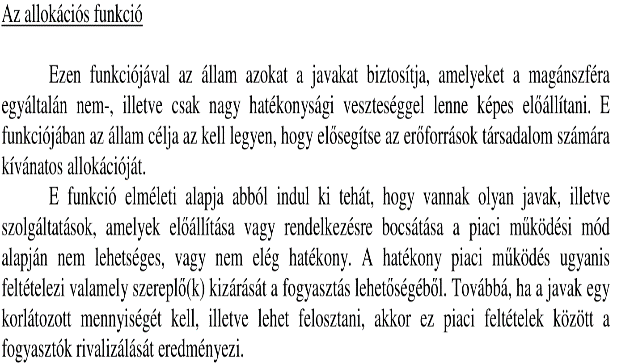 Az allokációs funkció
Ezen funkciójával az állam azokat a javakat biztosítja, amelyeket a magánszféra
egyáltalán nem-, illetve csak nagy hatékonysági veszteséggel lenne képes előállítani. E
funkciójában az állam célja az kell legyen, hogy elősegítse az erőforrások társadalom számára
kívánatos allokációját.
E funkció elméleti alapja abból indul ki tehát, hogy vannak olyan javak, illetve
szolgáltatások, amelyek előállítása vagy rendelkezésre bocsátása a piaci működési mód
alapján nem lehetséges, vagy nem elég hatékony. A hatékony piaci működés ugyanis
feltételezi valamely szereplő(k) kizárását a fogyasztás lehetőségéből. Továbbá, ha a javak egy
korlátozott mennyiségét kell, illetve lehet felosztani, akkor ez piaci feltételek között a
fogyasztók rivalizálását eredményezi.